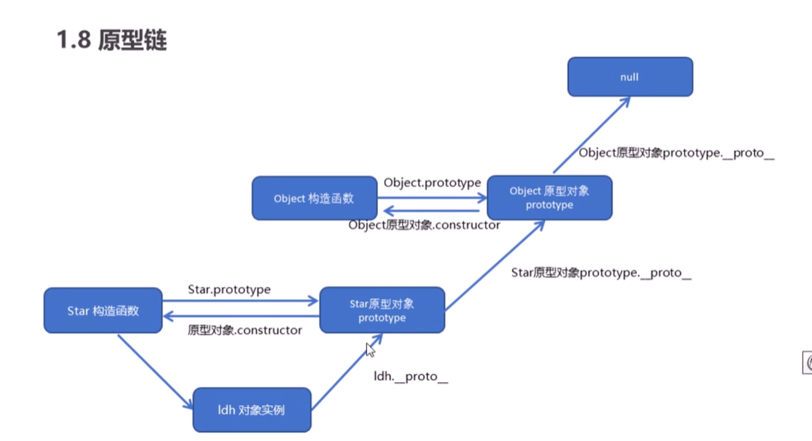 1.8 原型链
null
Object原型对象prototype.__proto__
Object.prototype
Object 构造函数
Object 原型对象
prototype
Object原型对象.constructor
Star原型对象prototype.__proto__
Star.prototype
Star 构造函数
Star原型对象
prototype
原型对象.constructor
ldh.__proto__
ldh 对象实例